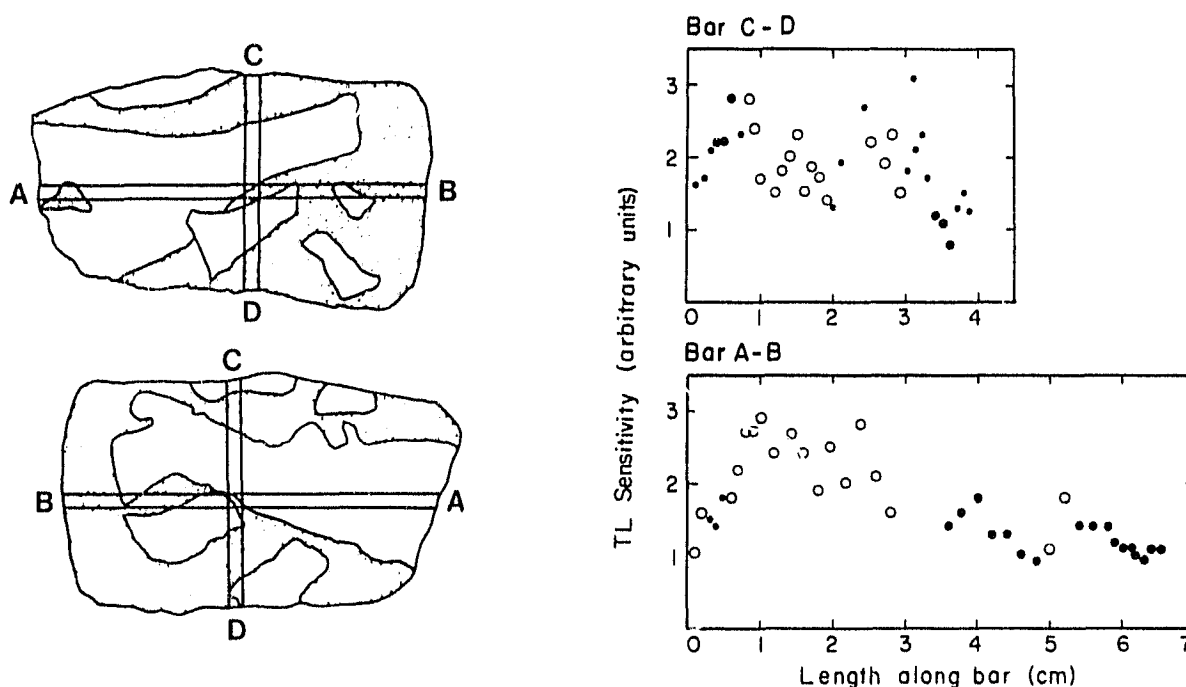 C
A
B
D
C
B
A
D
Bar C-D
3
2
1
0 1 2 3 4
Bar A-B
3
2
1
0 1 2 3 4 5 6 7
TL Sensitivity (arbitrary units)
Length along bar (cm)